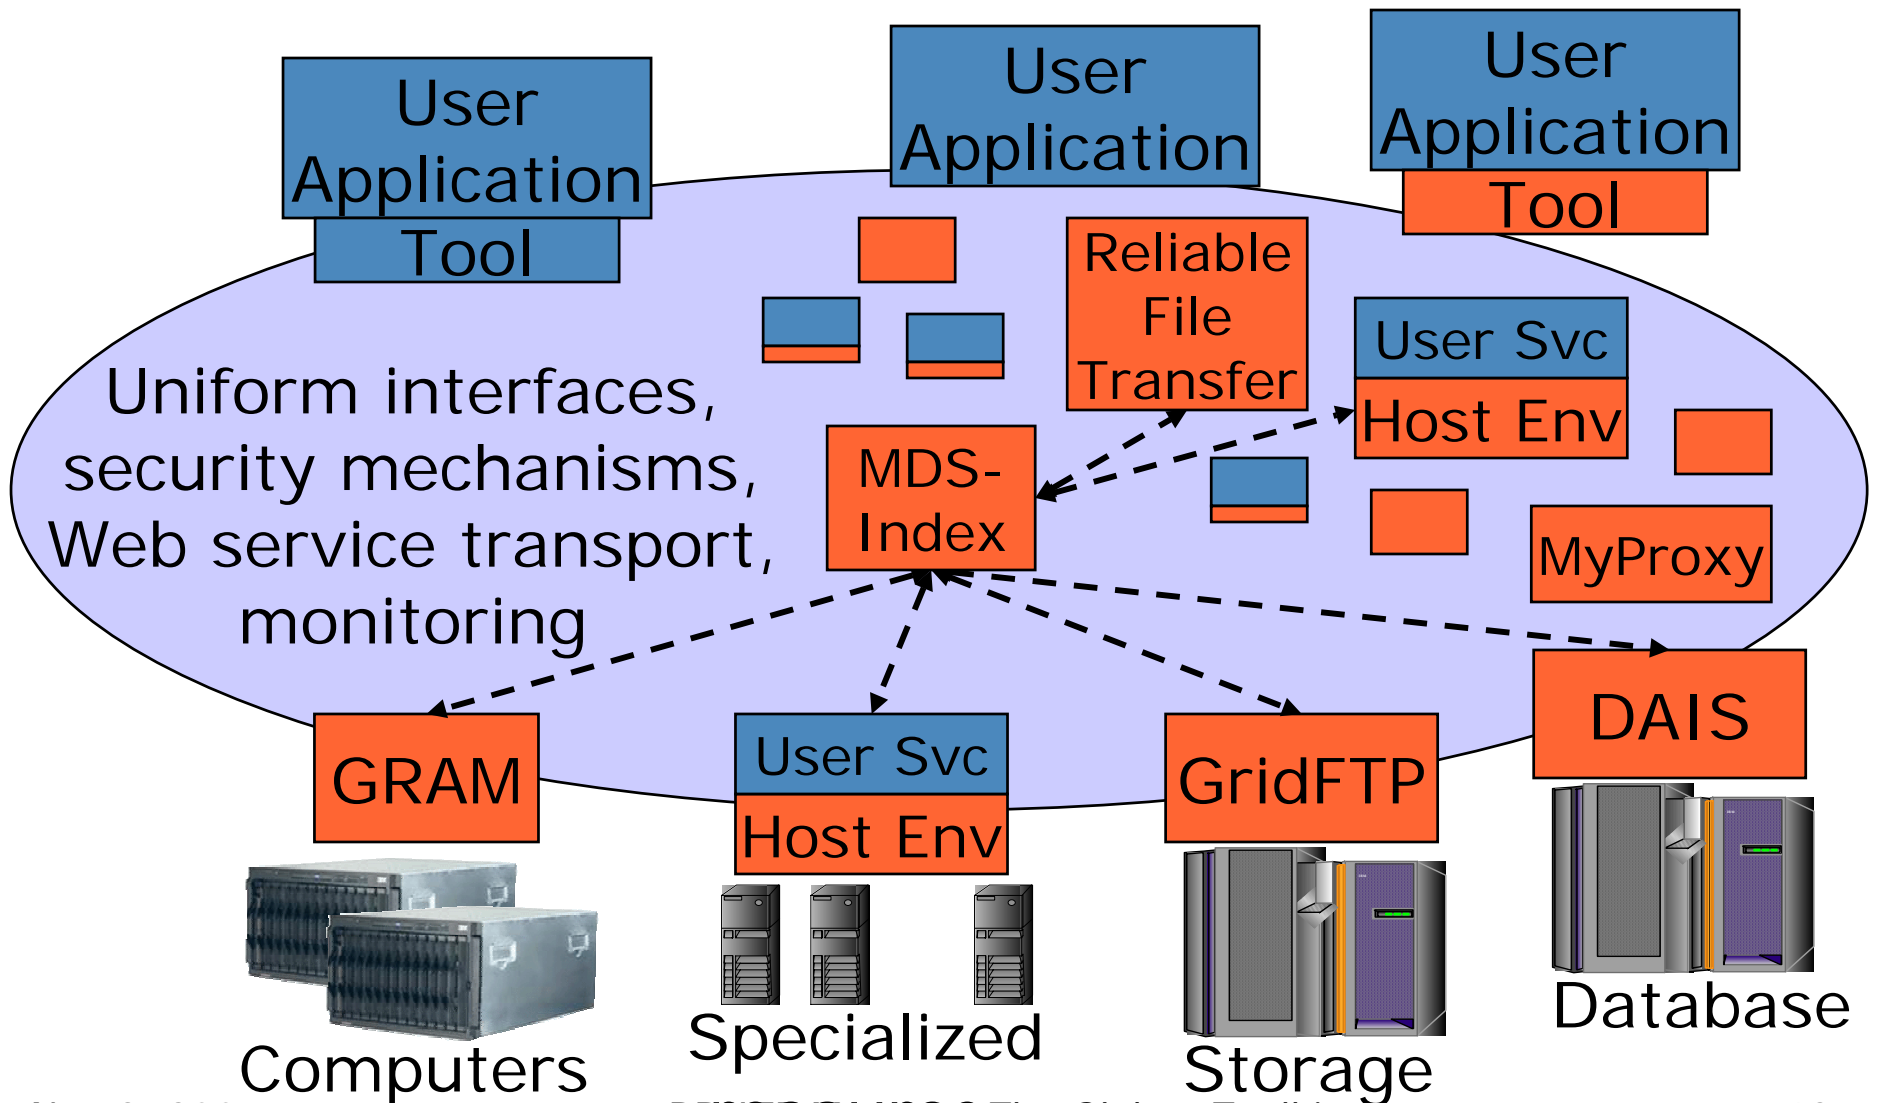 User
Application
Tool
User
Application
User
Application
Tool
Reliable
File
Transfer
User Svc
Host Env
Uniform interfaces,
security mechanisms,
Web service transport,
monitoring
MDS-
Index
MyProxy
GRAM
User Svc
Host Env
GridFTP
DAIS
Computers
Specialized
Storage
Database